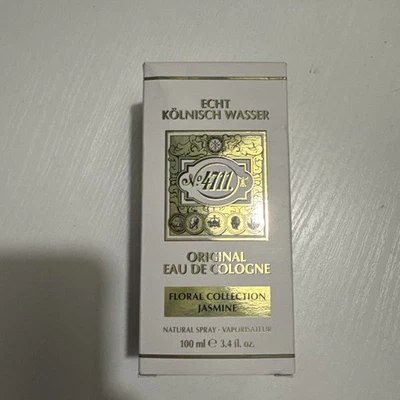 ECHT
KÖLNISCH WASSER
No 4711.
ORIGINAL
EAU DE COLOGNE
FLORAL COLLECTION
JASMINE
NATURAL SPRAY - VAPORISATEUR
100 ml ℮ 3.4 fl. oz.